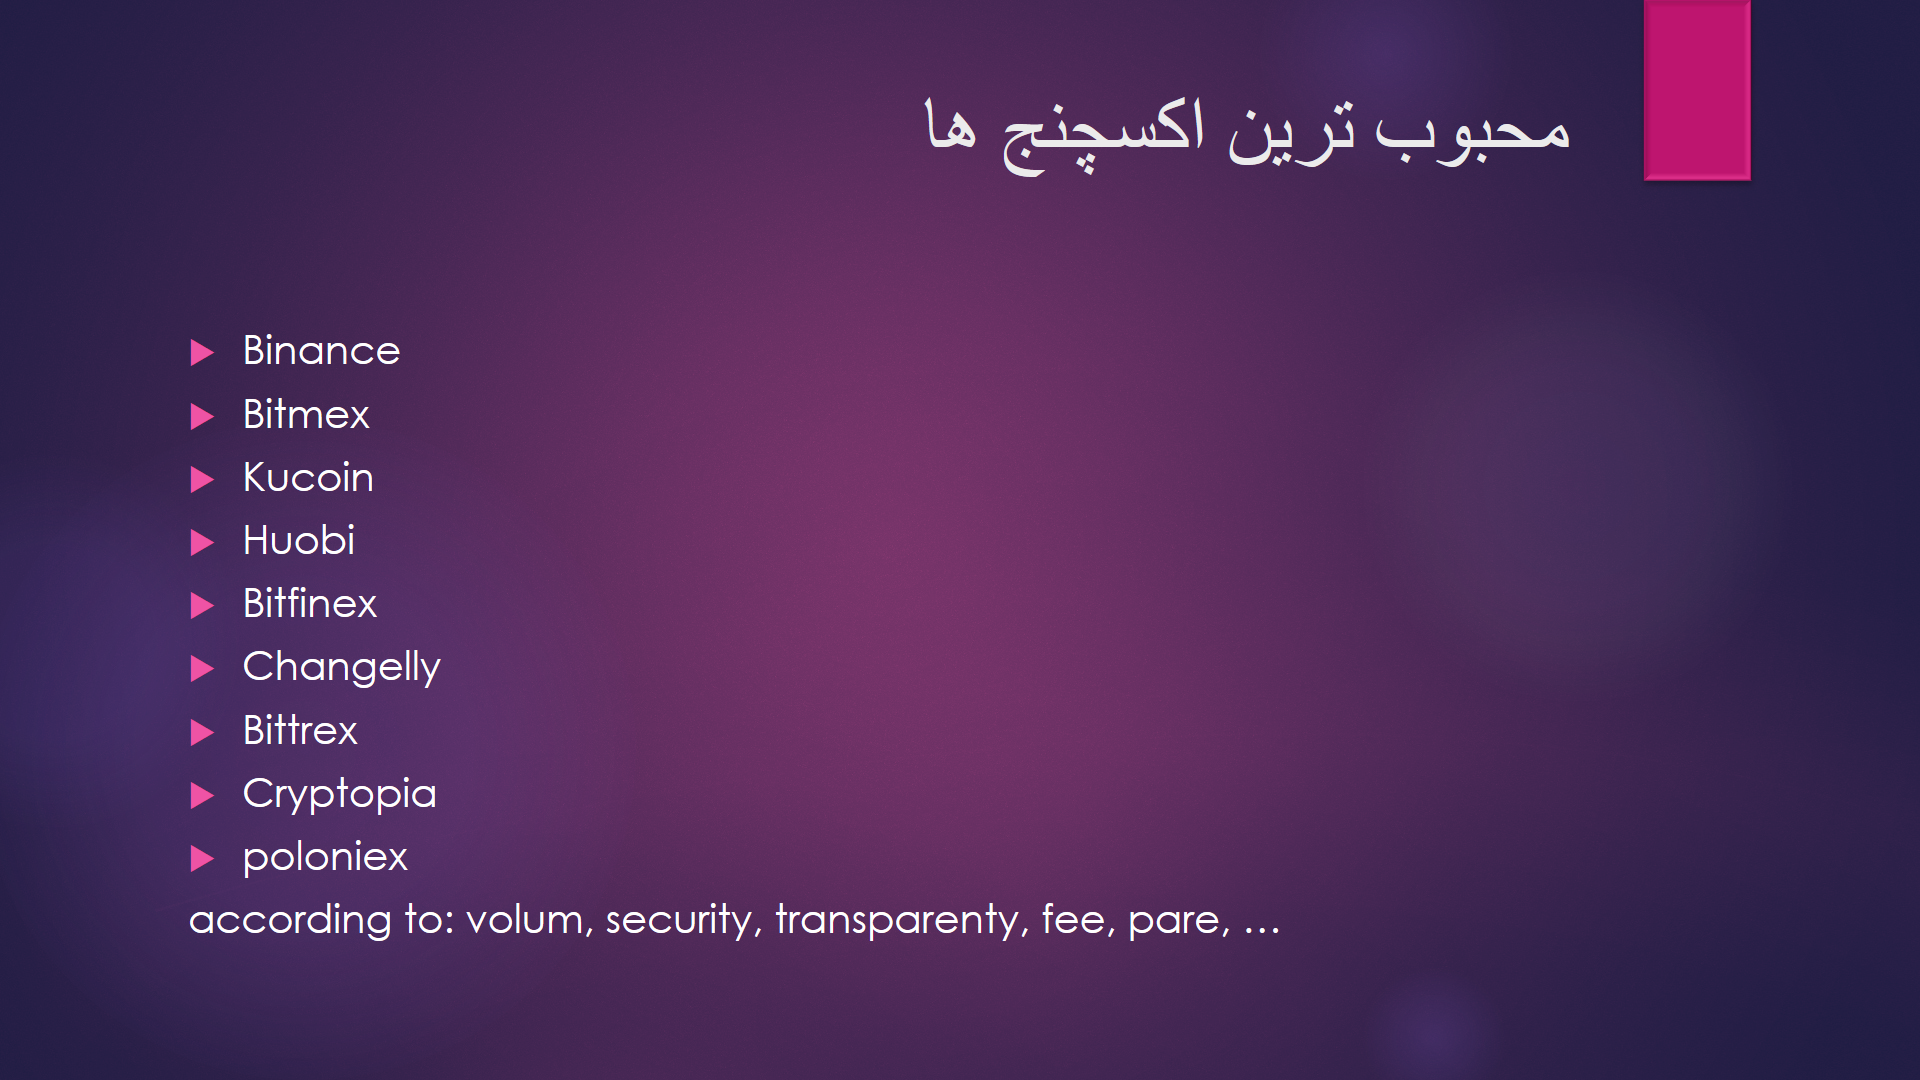 محبوب ترین اکسچنج ها
Binance
Bitmex
Kucoin
Huobi
Bitfinex
Changelly
Bittrex
Cryptopia
poloniex
according to: volum, security, transparenty, fee, pare, …